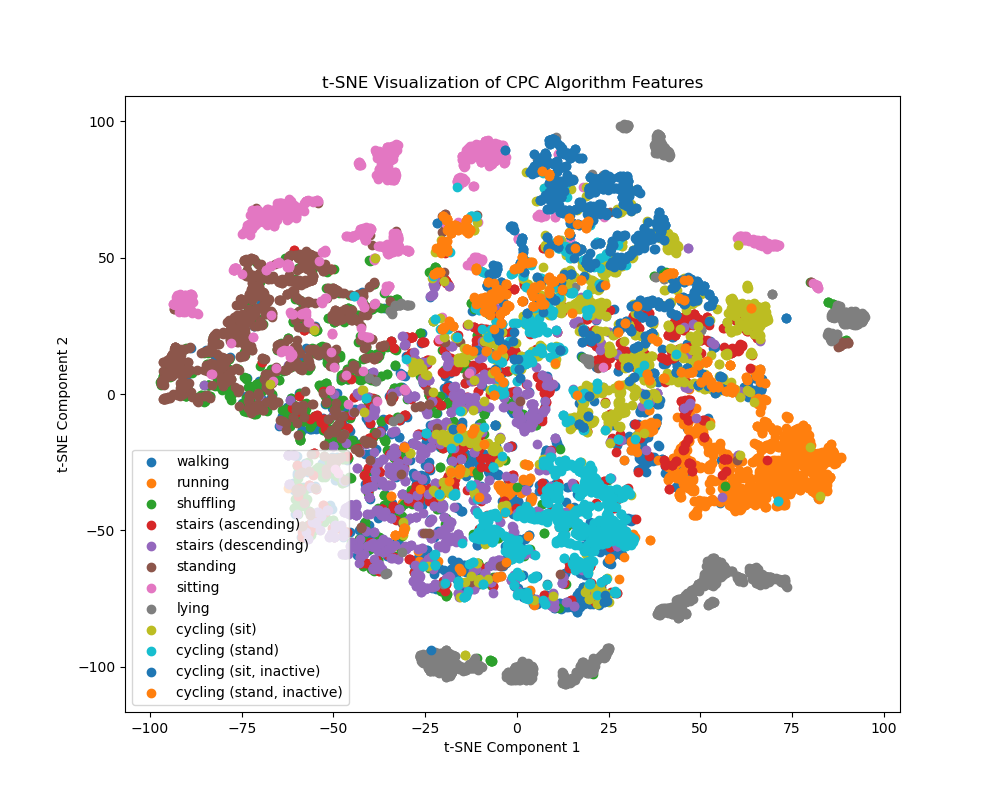 t-SNE Visualization of CPC Algorithm Features
100
50
0
−50
−100
t-SNE Component 2
walking
running
shuffling
stairs (ascending)
stairs (descending)
standing
sitting
lying
cycling (sit)
cycling (stand)
cycling (sit, inactive)
cycling (stand, inactive)
−100 −75 −50 −25 0 25 50 75 100
t-SNE Component 1